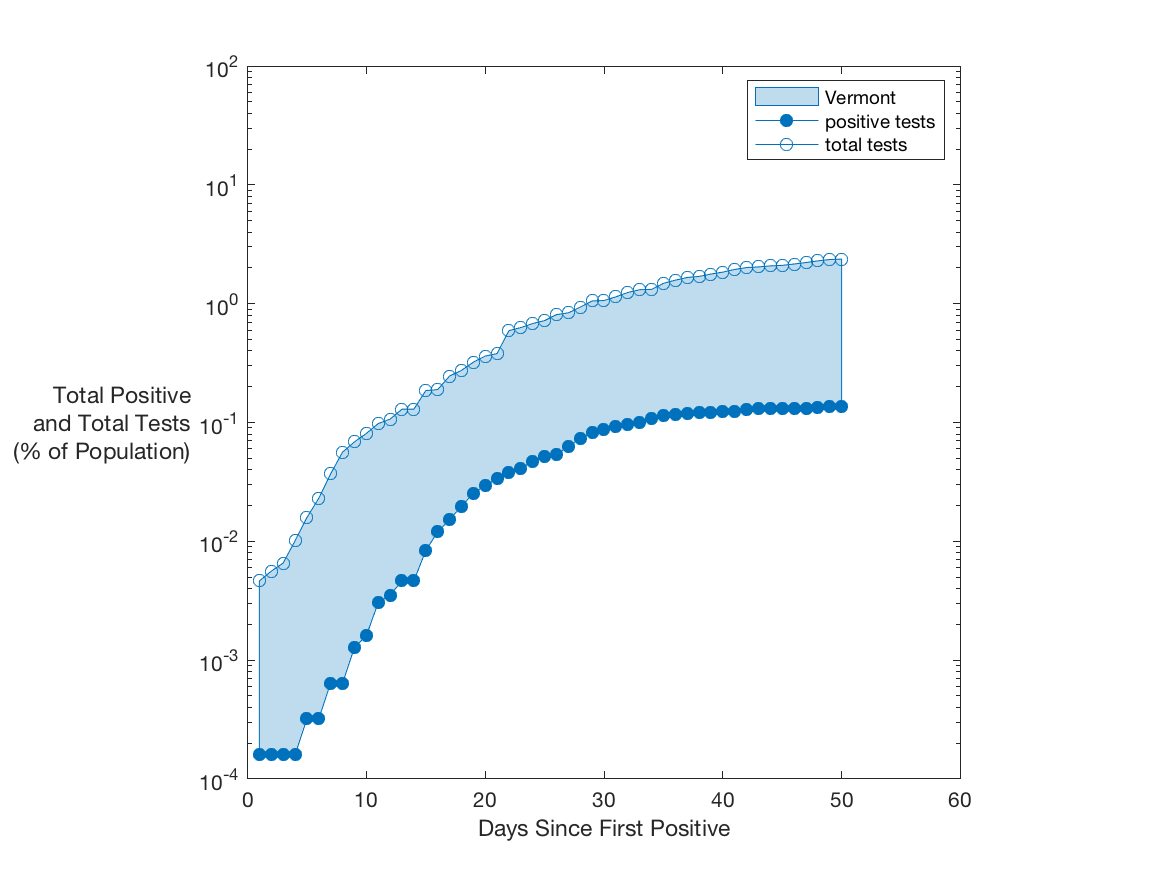 10^2
10^1
10^0
10^-1
10^-2
10^-3
10^-4
Total Positive
and Total Tests
(% of Population)
Vermont
positive tests
total tests
0 10 20 30 40 50 60
Days Since First Positive